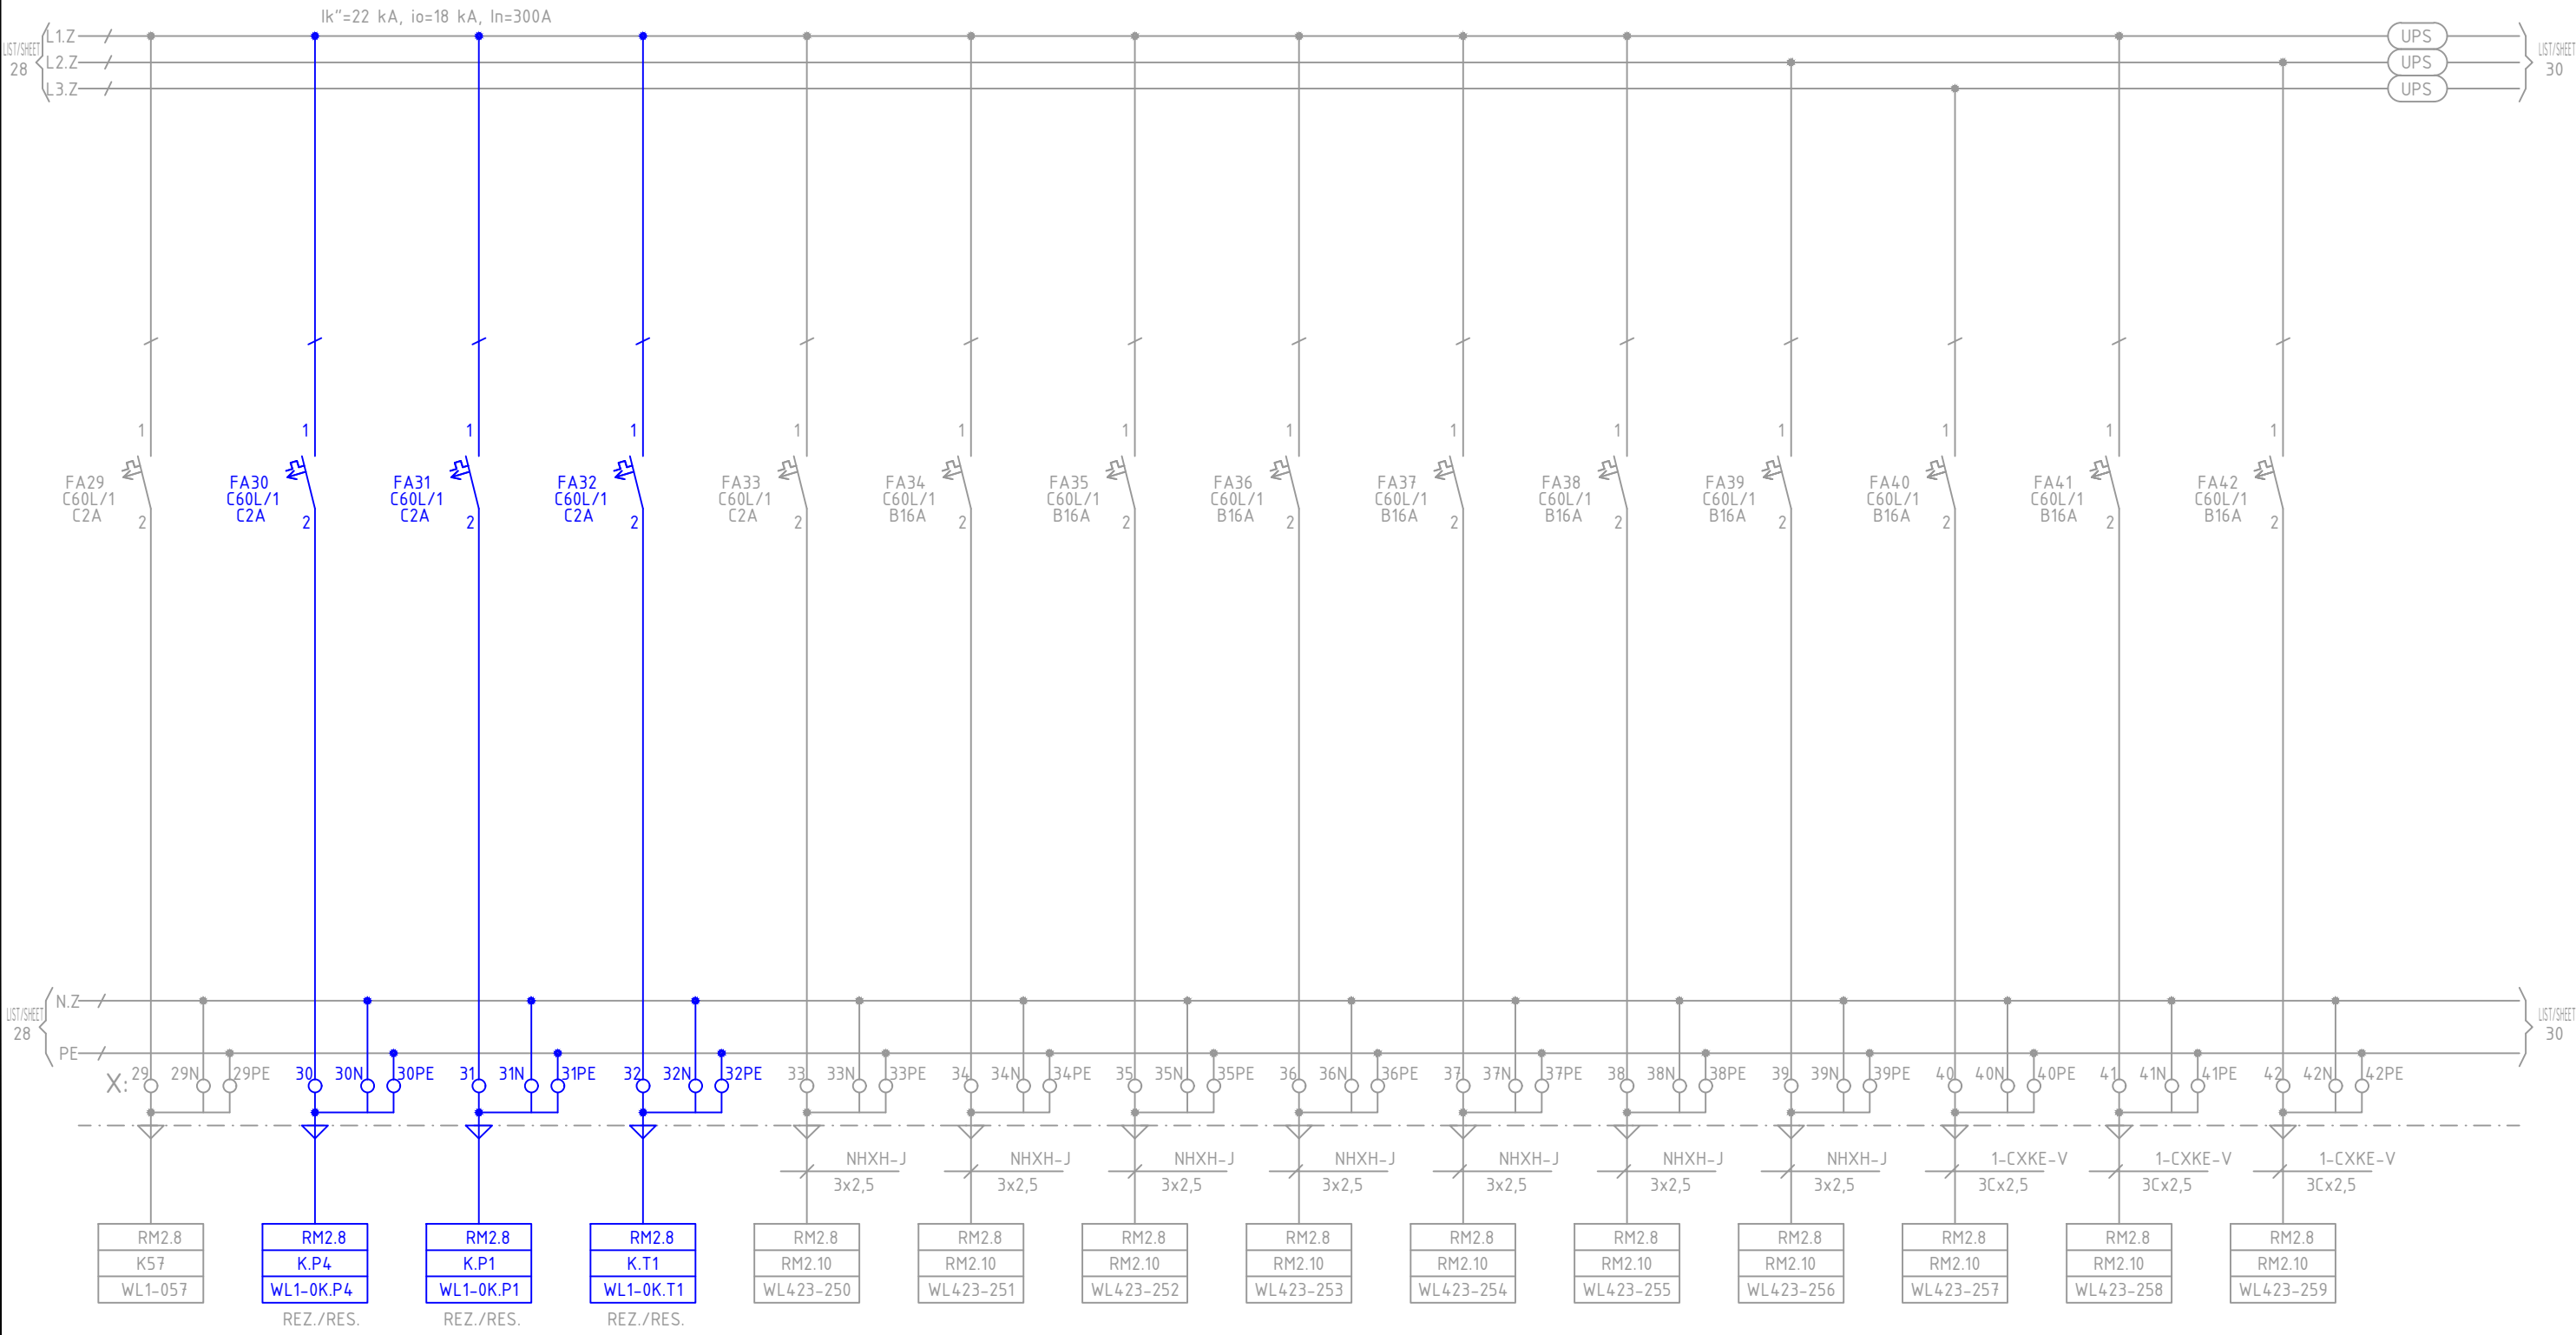 Ik"=22 kA, io=18 kA, In=300A
L1.Z UPS
LIST/SHEET LIST/SHEET
28 L2.Z UPS 30
L3.Z UPS
1 1 1 1 1 1 1 1 1 1 1 1 1 1
FA29 FA30 FA31 FA32 FA33 FA34 FA35 FA36 FA37 FA38 FA39 FA40 FA41 FA42
C60L/1 C60L/1 C60L/1 C60L/1 C60L/1 C60L/1 C60L/1 C60L/1 C60L/1 C60L/1 C60L/1 C60L/1 C60L/1 C60L/1
C2A C2A C2A C2A C2A B16A B16A B16A B16A B16A B16A B16A B16A B16A
2 2 2 2 2 2 2 2 2 2 2 2 2 2
N.Z
LIST/SHEET LIST/SHEET
28 30
PE
X: 29 29N 29PE 30 30N 30PE 31 31N 31PE 32 32N 32PE 33 33N 33PE 34 34N 34PE 35 35N 35PE 36 36N 36PE 37 37N 37PE 38 38N 38PE 39 39N 39PE 40 40N 40PE 41 41N 41PE 42 42N 42PE
NHXH-J NHXH-J NHXH-J NHXH-J NHXH-J NHXH-J NHXH-J 1-CXKE-V 1-CXKE-V 1-CXKE-V
3x2,5 3x2,5 3x2,5 3x2,5 3x2,5 3x2,5 3x2,5 3Cx2,5 3Cx2,5 3Cx2,5
RM2.8 RM2.8 RM2.8 RM2.8 RM2.8 RM2.8 RM2.8 RM2.8 RM2.8 RM2.8 RM2.8 RM2.8 RM2.8 RM2.8
K57 K.P4 K.P1 K.T1 RM2.10 RM2.10 RM2.10 RM2.10 RM2.10 RM2.10 RM2.10 RM2.10 RM2.10 RM2.10
WL1-057 WL1-0K.P4 WL1-0K.P1 WL1-0K.T1 WL423-250 WL423-251 WL423-252 WL423-253 WL423-254 WL423-255 WL423-256 WL423-257 WL423-258 WL423-259
REZ./RES. REZ./RES. REZ./RES.